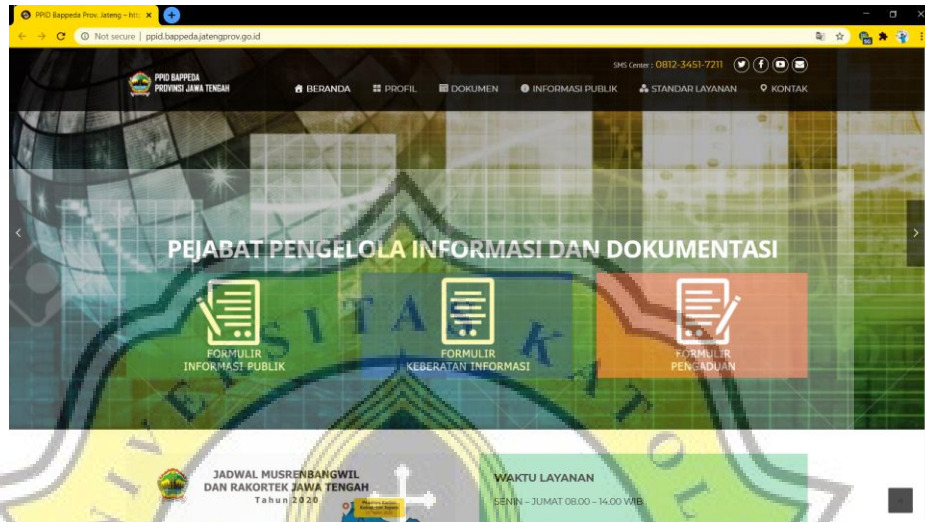 PPID Bappeda Prov. Jateng – http
Not secure | ppid.bappeda.jatengprov.go.id
SMS Center : 0812-3451-7211
PPID BAPPEDA
PROVINSI JAWA TENGAH
BERANDA PROFIL DOKUMEN INFORMASI PUBLIK STANDAR LAYANAN KONTAK
PEJABAT PENGELOLA INFORMASI DAN DOKUMENTASI
FORMULIR
INFORMASI PUBLIK
FORMULIR
KEBERATAN INFORMASI
FORMULIR
PENGADUAN
JADWAL MUSRENBANGWIL
DAN RAKORTEK JAWA TENGAH
Tahun 2020
WAKTU LAYANAN
SENIN – JUMAT 08.00 – 14.00 WIB
UNIVERSITAS KATOL